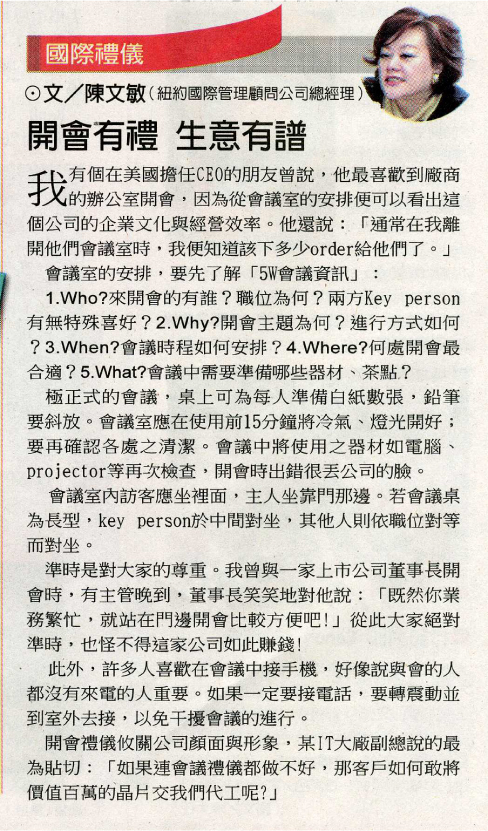 國際禮儀
⊙文／陳文敏（紐約國際管理顧問公司總經理）
開會有禮 生意有譜
我有個在美國擔任CEO的朋友曾說，他最喜歡到廠商
的辦公室開會，因為從會議室的安排便可以看出這
個公司的企業文化與經營效率。他還說：「通常在我離
開他們會議室時，我便知道該下多少order給他們了。」
會議室的安排，要先了解「5W會議資訊」：
1.Who?來開會的有誰？職位為何？兩方Key person
有無特殊喜好？2.Why?開會主題為何？進行方式如何
？3.When?會議時程如何安排？4.Where?何處開會最
合適？5.What?會議中需要準備哪些器材、茶點？
極正式的會議，桌上可為每人準備白紙數張，鉛筆
要斜放。會議室應在使用前15分鐘將冷氣、燈光開好；
要再確認各處之清潔。會議中將使用之器材如電腦、
projector等再次檢查，開會時出錯很丟公司的臉。
會議室內訪客應坐裡面，主人坐靠門那邊。若會議桌
為長型，key person於中間對坐，其他人則依職位對等
而對坐。
準時是對大家的尊重。我曾與一家上市公司董事長開
會時，有主管晚到，董事長笑笑地對他說：「既然你業
務繁忙，就站在門邊開會比較方便吧!」從此大家絕對
準時，也怪不得這家公司如此賺錢!
此外，許多人喜歡在會議中接手機，好像說與會的人
都沒有來電的人重要。如果一定要接電話，要轉震動並
到室外去接，以免干擾會議的進行。
開會禮儀攸關公司顏面與形象，某IT大廠副總說的最
為貼切：「如果連會議禮儀都做不好，那客戶如何敢將
價值百萬的晶片交我們代工呢?」